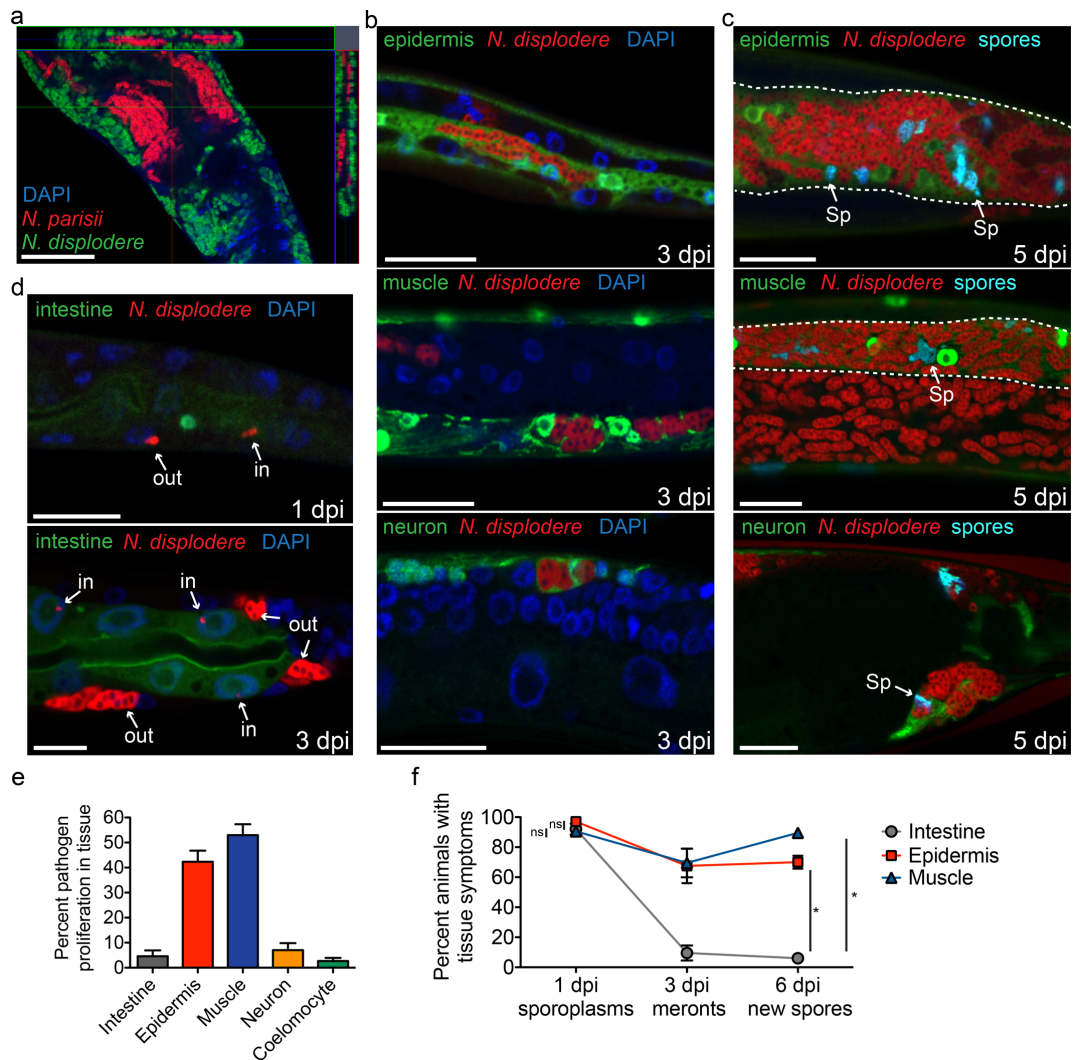 a
DAPI
N. parisii
N. displodere
b
epidermis N. displodere DAPI
3 dpi
muscle N. displodere DAPI
3 dpi
neuron N. displodere DAPI
3 dpi
c
epidermis N. displodere spores
Sp
Sp
5 dpi
muscle N. displodere spores
Sp
5 dpi
neuron N. displodere spores
Sp
5 dpi
d
intestine N. displodere DAPI
out
in
1 dpi
intestine N. displodere DAPI
in
in
out
out
in
3 dpi
e
Percent pathogen
proliferation in tissue
60
50
40
30
20
10
0
Intestine
Epidermis
Muscle
Neuron
Coelomocyte
f
Percent animals with
tissue symptoms
100
80
60
40
20
0
ns
ns
*
*
1 dpi
sporoplasms
3 dpi
meronts
6 dpi
new spores
Intestine
Epidermis
Muscle